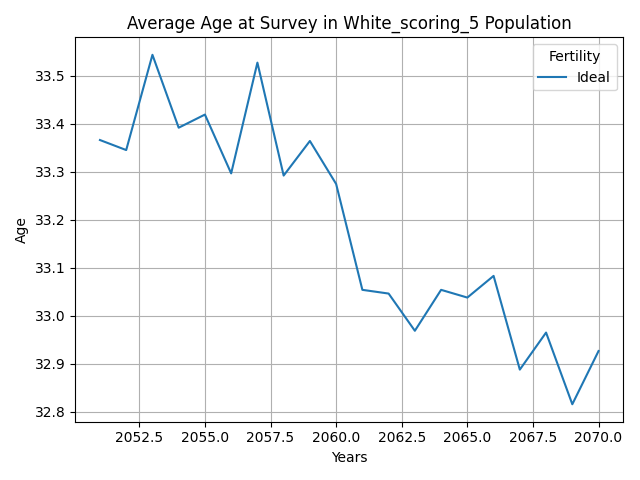 Average Age at Survey in White_scoring_5 Population
Fertility
Ideal
33.5
33.4
33.3
33.2
33.1
33.0
32.9
32.8
Age
2052.5 2055.0 2057.5 2060.0 2062.5 2065.0 2067.5 2070.0
Years